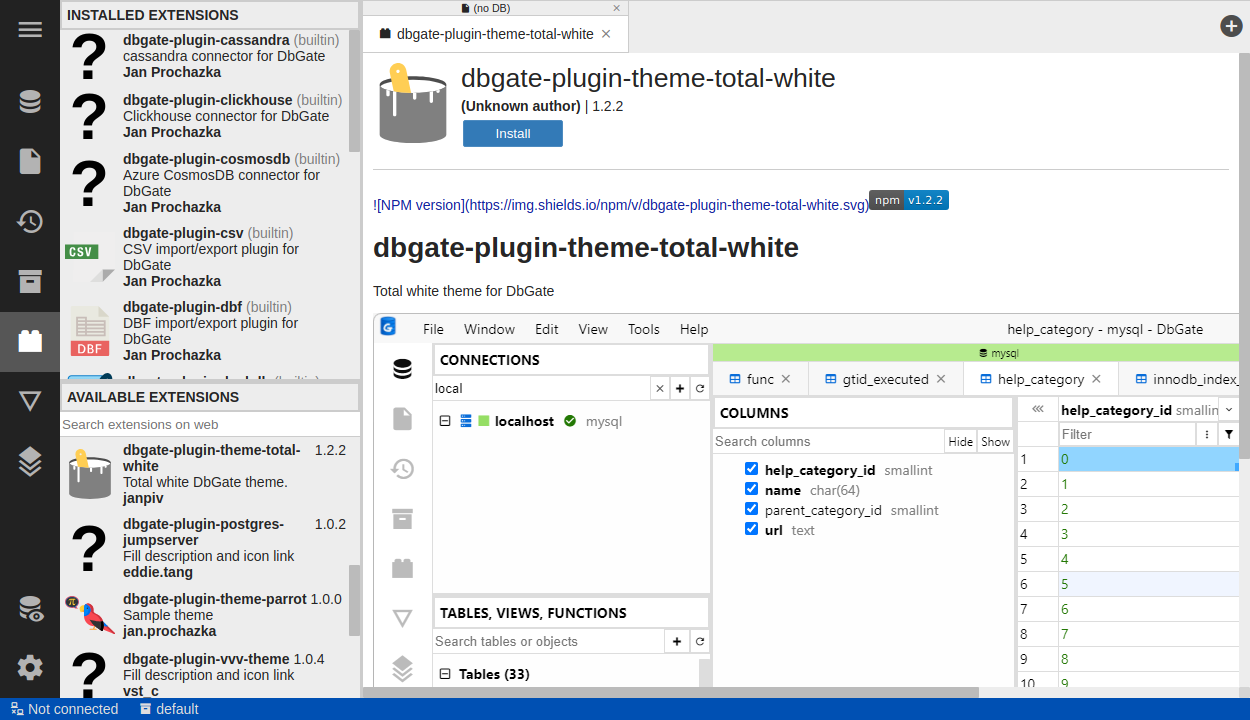 INSTALLED EXTENSIONS
dbgate-plugin-cassandra (builtin)
cassandra connector for DbGate
Jan Prochazka
dbgate-plugin-clickhouse (builtin)
Clickhouse connector for DbGate
Jan Prochazka
dbgate-plugin-cosmosdb (builtin)
Azure CosmosDB connector for
DbGate
Jan Prochazka
CSV
dbgate-plugin-csv (builtin)
CSV import/export plugin for
DbGate
Jan Prochazka
DBF
dbgate-plugin-dbf (builtin)
DBF import/export plugin for
DbGate
Jan Prochazka
AVAILABLE EXTENSIONS
Search extensions on web
dbgate-plugin-theme-total-white 1.2.2
Total white DbGate theme.
janpiv
dbgate-plugin-postgres-jumpserver 1.0.2
Fill description and icon link
eddie.tang
dbgate-plugin-theme-parrot 1.0.0
Sample theme
jan.prochazka
dbgate-plugin-vvv-theme 1.0.4
Fill description and icon link
vst_c
(no DB)
dbgate-plugin-theme-total-white
dbgate-plugin-theme-total-white
(Unknown author) | 1.2.2
Install
![NPM version](https://img.shields.io/npm/v/dbgate-plugin-theme-total-white.svg) npm v1.2.2
dbgate-plugin-theme-total-white
Total white theme for DbGate
File Window Edit View Tools Help help_category - mysql - DbGate
CONNECTIONS
local
localhost mysql
TABLES, VIEWS, FUNCTIONS
Search tables or objects
Tables (33)
mysql
func gtid_executed help_category innodb_index_
COLUMNS
Search columns Hide Show
help_category_id smallint
name char(64)
parent_category_id smallint
url text
help_category_id smallin
Filter
1 0
2 1
3 2
4 3
5 4
6 5
7 6
8 7
9 8
10 9
Not connected default